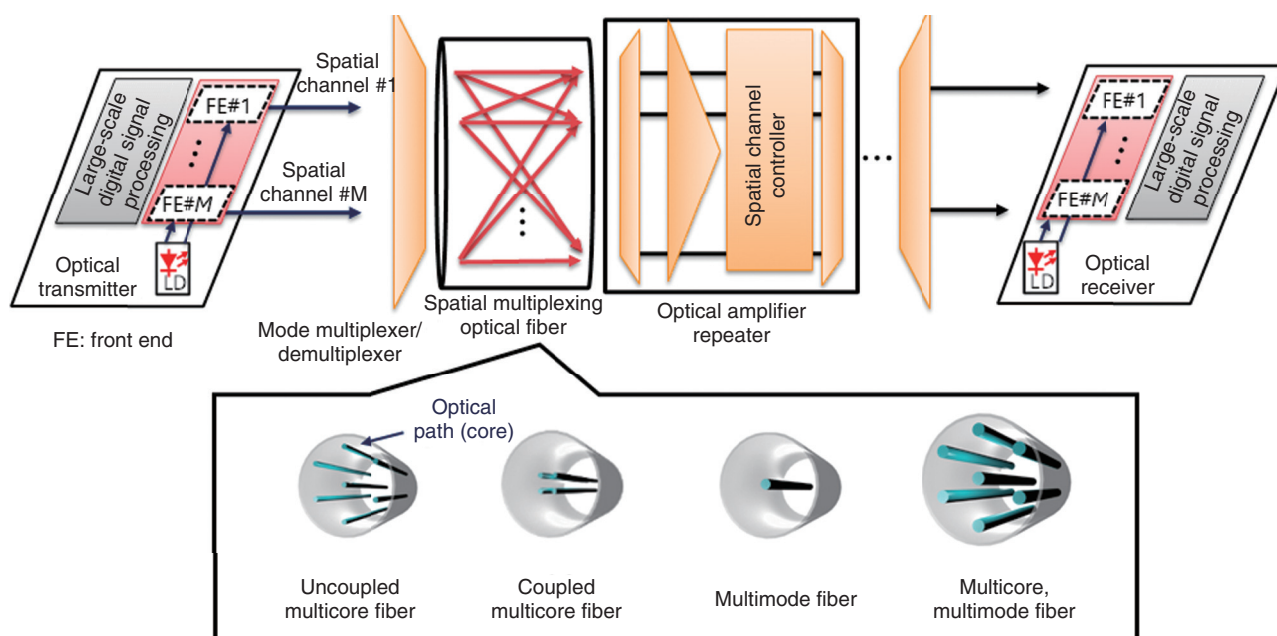 Large-scale
digital signal
processing
FE#1
FE#M
LD
Optical
transmitter
FE: front end
Spatial
channel #1
Spatial
channel #M
Mode multiplexer/
demultiplexer
Spatial multiplexing
optical fiber
Spatial channel
controller
Optical amplifier
repeater
FE#1
FE#M
LD
Large-scale
digital signal
processing
Optical
receiver
Optical
path (core)
Uncoupled
multicore fiber
Coupled
multicore fiber
Multimode fiber
Multicore,
multimode fiber